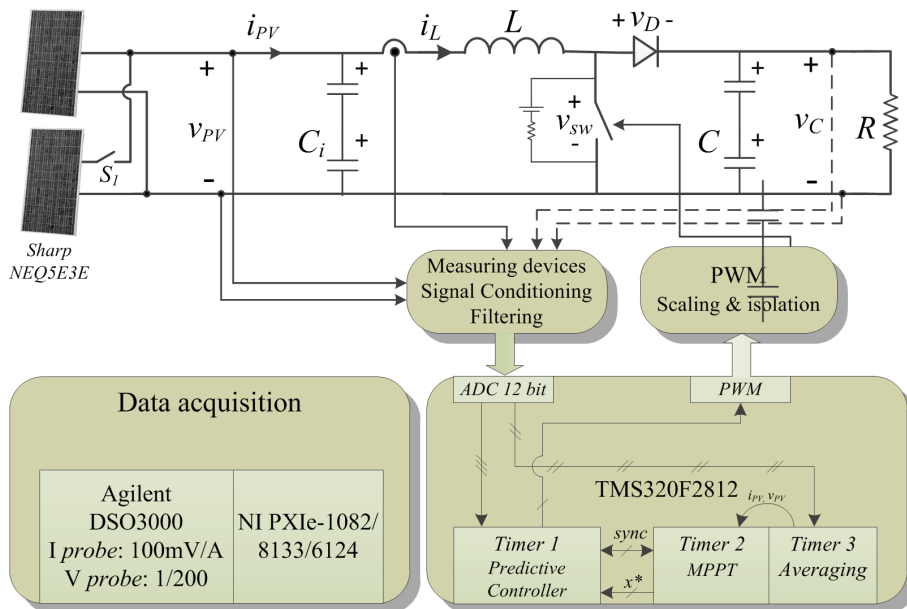 i_PV
i_L
L
+ v_D -
+
v_PV
-
+
+
C_i
+
v_sw
-
+
+
C
+
v_C
-
R
S_1
Sharp
NEQ5E3E
Measuring devices
Signal Conditioning
Filtering
PWM
Scaling & isolation
Data acquisition
Agilent
DSO3000
I probe: 100mV/A
V probe: 1/200
NI PXIe-1082/
8133/6124
ADC 12 bit
PWM
TMS320F2812
i_PV, v_PV
Timer 1
Predictive
Controller
sync
x*
Timer 2
MPPT
Timer 3
Averaging